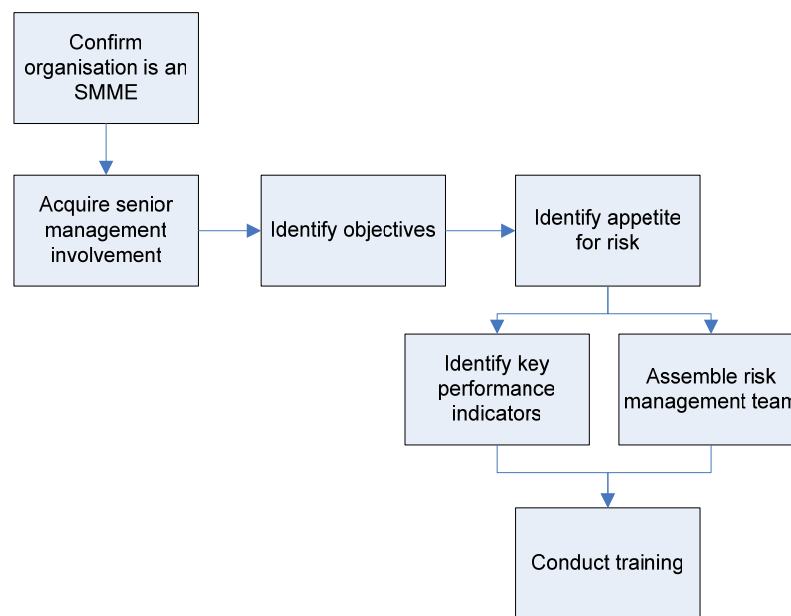 Confirm
organisation is an
SMME
Acquire senior
management
involvement
Identify objectives
Identify appetite
for risk
Identify key
performance
indicators
Assemble risk
management team
Conduct training